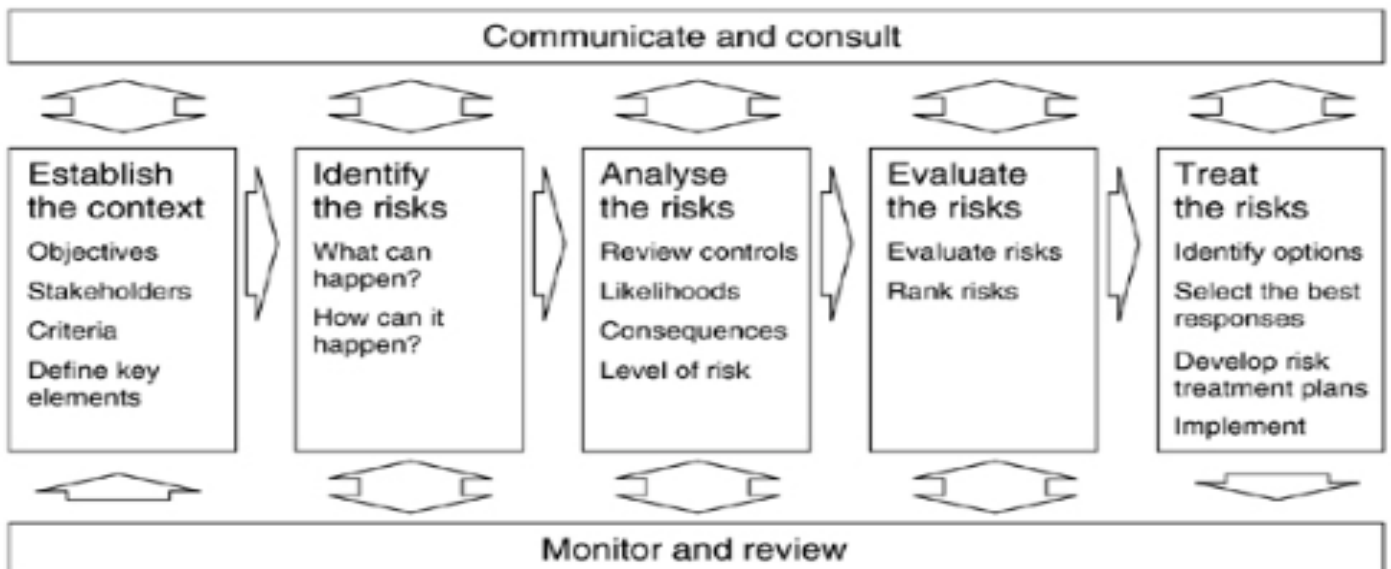 Communicate and consult
Establish
the context
Objectives
Stakeholders
Criteria
Define key
elements
Identify
the risks
What can
happen?
How can it
happen?
Analyse
the risks
Review controls
Likelihoods
Consequences
Level of risk
Evaluate
the risks
Evaluate risks
Rank risks
Treat
the risks
Identify options
Select the best
responses
Develop risk
treatment plans
Implement
Monitor and review